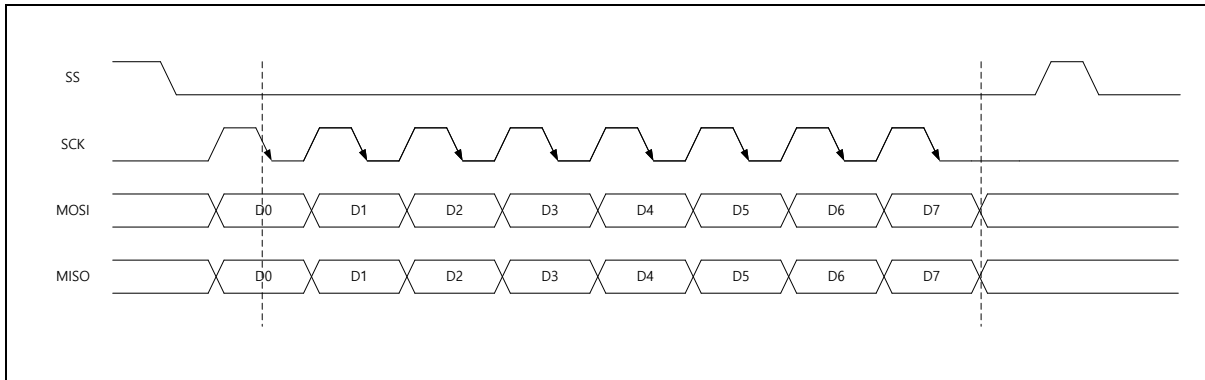 SS
SCK
MOSI D0 D1 D2 D3 D4 D5 D6 D7
MISO D0 D1 D2 D3 D4 D5 D6 D7